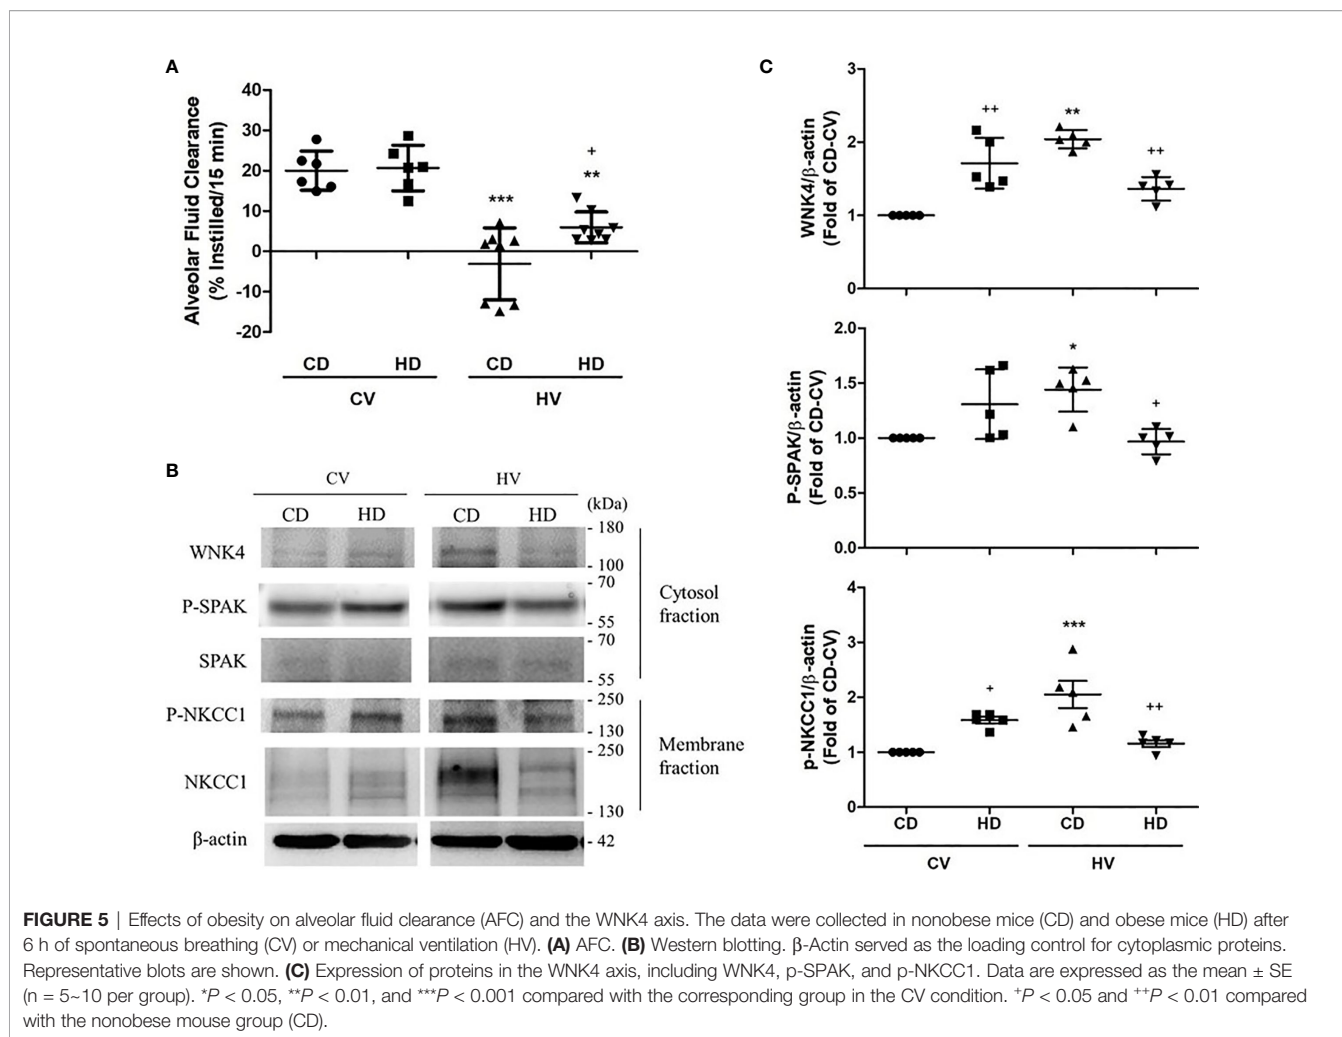 A
Alveolar Fluid Clearance
(% Instilled/15 min)
40
30
20
10
0
-10
-20
***
+
**
CD HD CD HD
CV HV
B
CV HV
CD HD CD HD (kDa)
WNK4
- 180
- 100
P-SPAK
- 70
- 55
SPAK
- 70
- 55
Cytosol
fraction
P-NKCC1
- 250
- 130
NKCC1
- 250
- 130
Membrane
fraction
β-actin
- 42
C
WNK4/β-actin
(Fold of CD-CV)
3
2
1
0
++
**
++
P-SPAK/β-actin
(Fold of CD-CV)
2.0
1.5
1.0
0.5
0.0
*
+
p-NKCC1/β-actin
(Fold of CD-CV)
4
3
2
1
0
+
***
++
CD HD CD HD
CV HV
FIGURE 5 | Effects of obesity on alveolar fluid clearance (AFC) and the WNK4 axis. The data were collected in nonobese mice (CD) and obese mice (HD) after
6 h of spontaneous breathing (CV) or mechanical ventilation (HV). (A) AFC. (B) Western blotting. β-Actin served as the loading control for cytoplasmic proteins.
Representative blots are shown. (C) Expression of proteins in the WNK4 axis, including WNK4, p-SPAK, and p-NKCC1. Data are expressed as the mean ± SE
(n = 5~10 per group). *P < 0.05, **P < 0.01, and ***P < 0.001 compared with the corresponding group in the CV condition. +P < 0.05 and ++P < 0.01 compared
with the nonobese mouse group (CD).